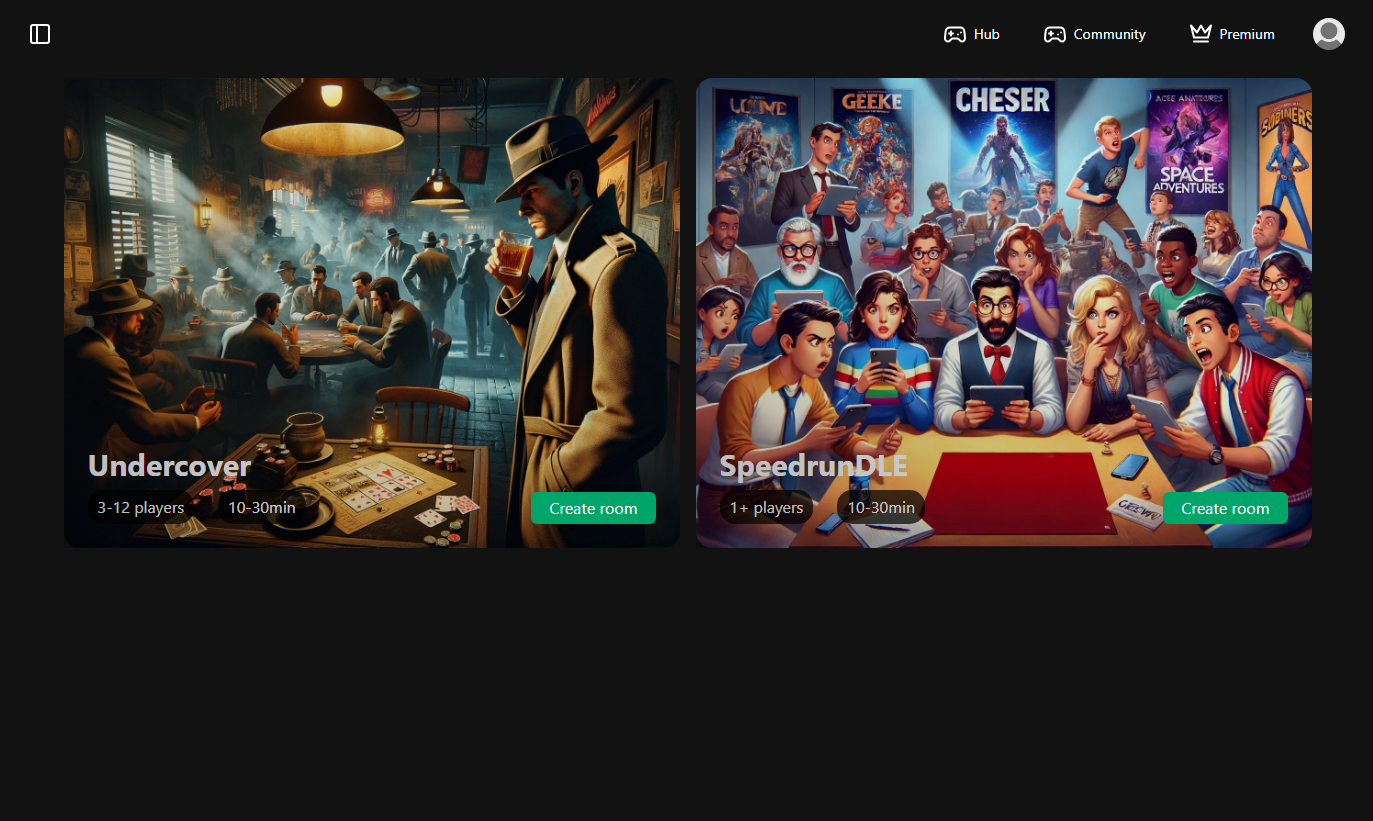 Hub
Community
Premium
GEEKE
CHESER
SPACE
ADVENTURES
Undercover
3-12 players
10-30min
Create room
SpeedrunDLE
1+ players
10-30min
Create room